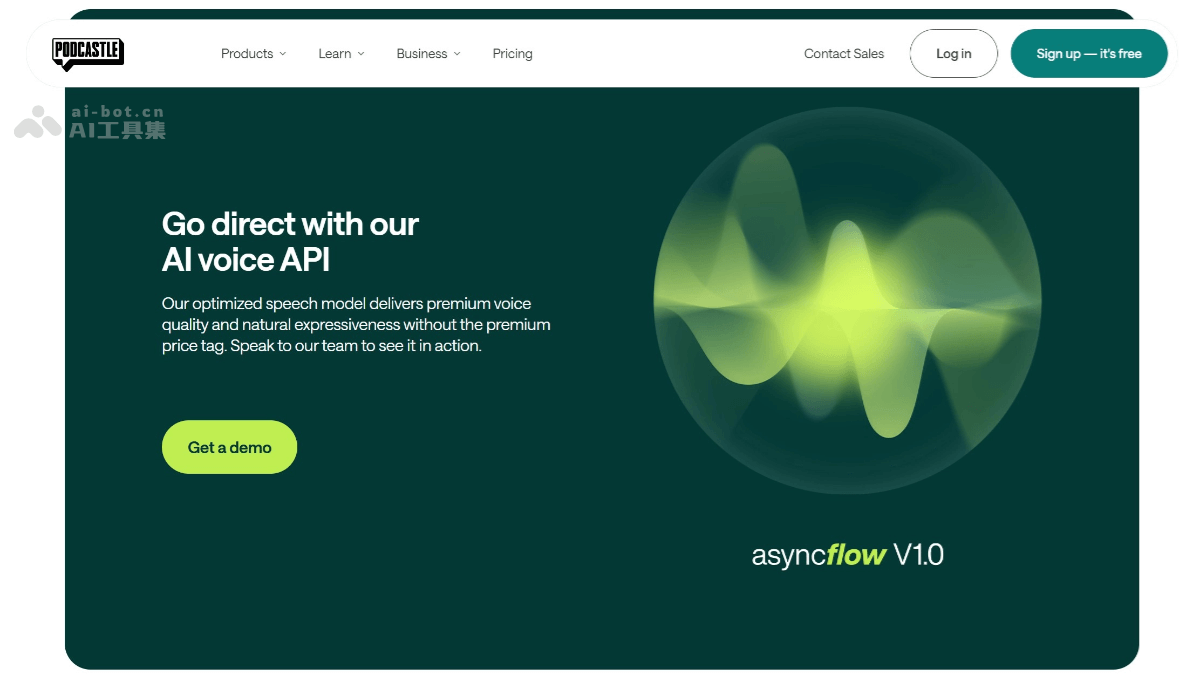 PODCASTLE
Products
Learn
Business
Pricing
Contact Sales
Log in
Sign up — it's free
ai-bot.cn
AI工具集
Go direct with our
AI voice API
Our optimized speech model delivers premium voice
quality and natural expressiveness without the premium
price tag. Speak to our team to see it in action.
Get a demo
asyncflow V1.0